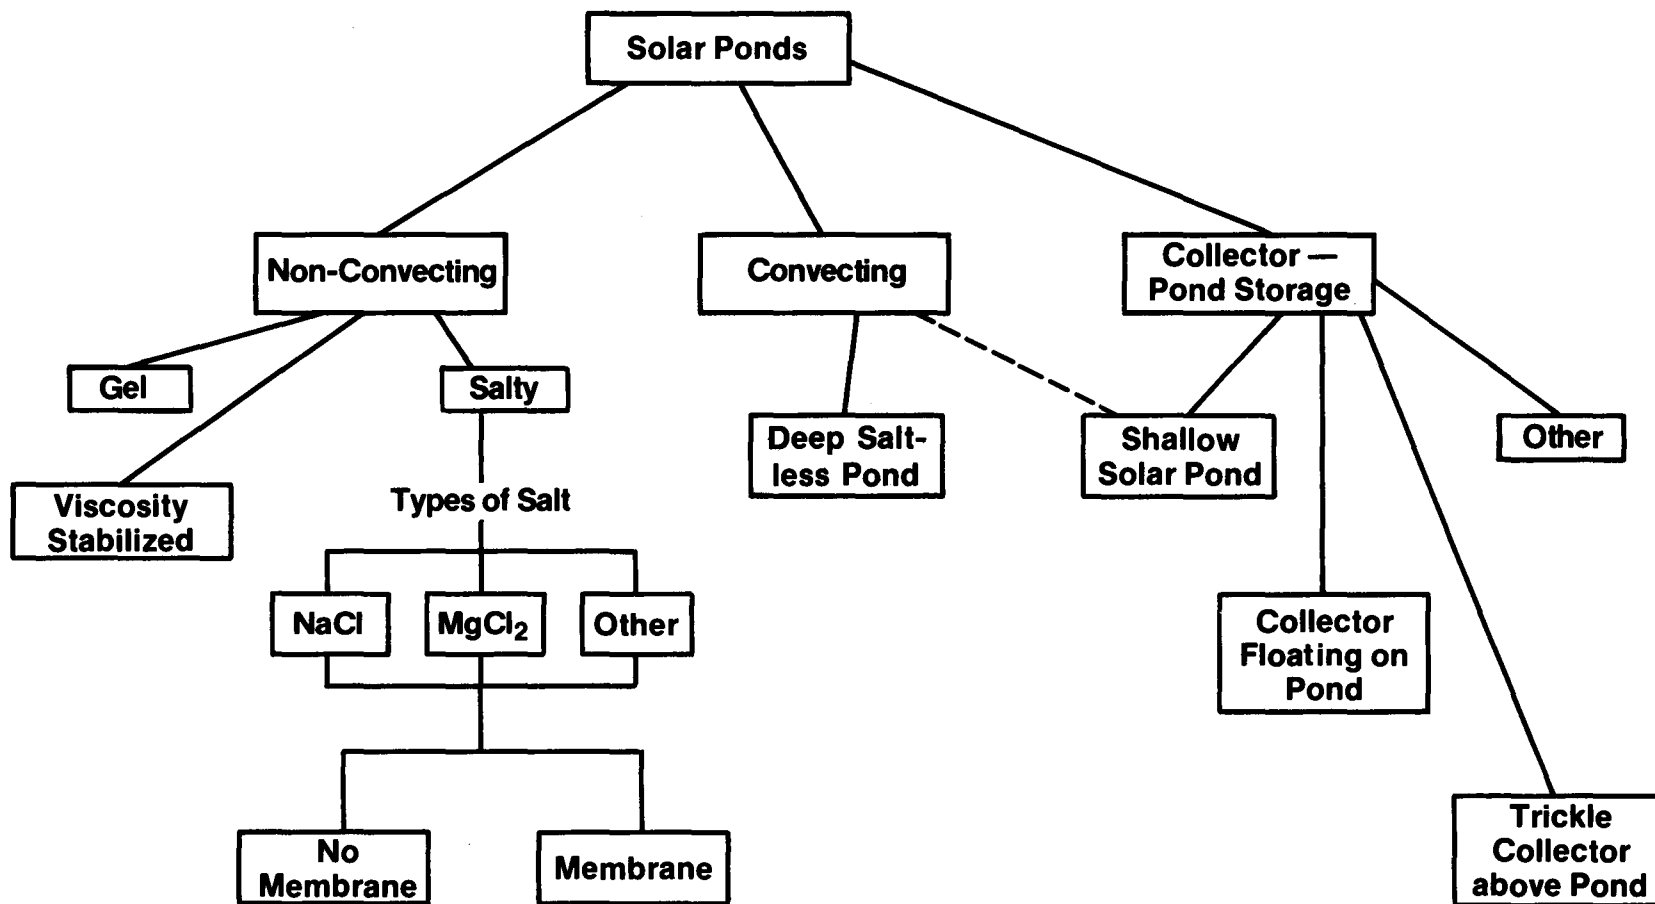 Solar Ponds
Non-Convecting
Convecting
Collector —
Pond Storage
Gel
Salty
Viscosity
Stabilized
Types of Salt
Deep Salt-
less Pond
Shallow
Solar Pond
Other
NaCl
MgCl₂
Other
Collector
Floating on
Pond
No
Membrane
Membrane
Trickle
Collector
above Pond